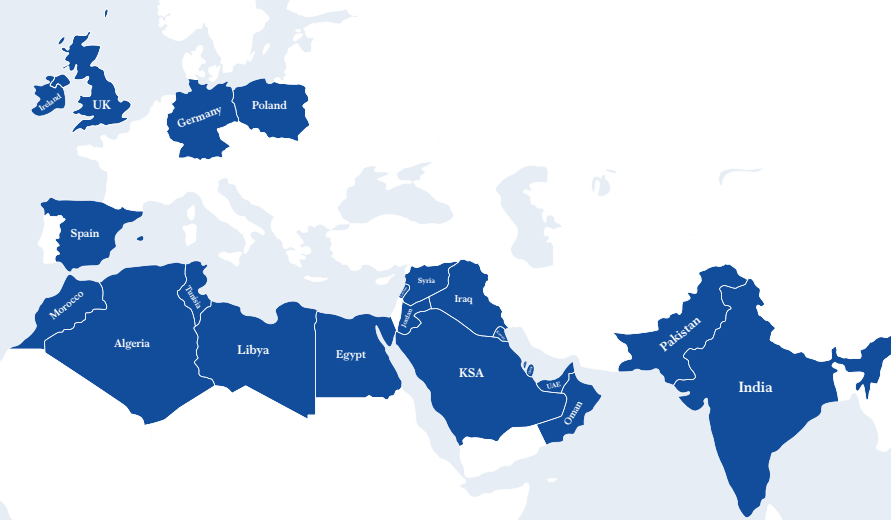 Ireland
UK
Germany
Poland
Spain
Morocco
Algeria
Tunisia
Libya
Egypt
Syria
Iraq
Jordan
KSA
UAE
Oman
Pakistan
India